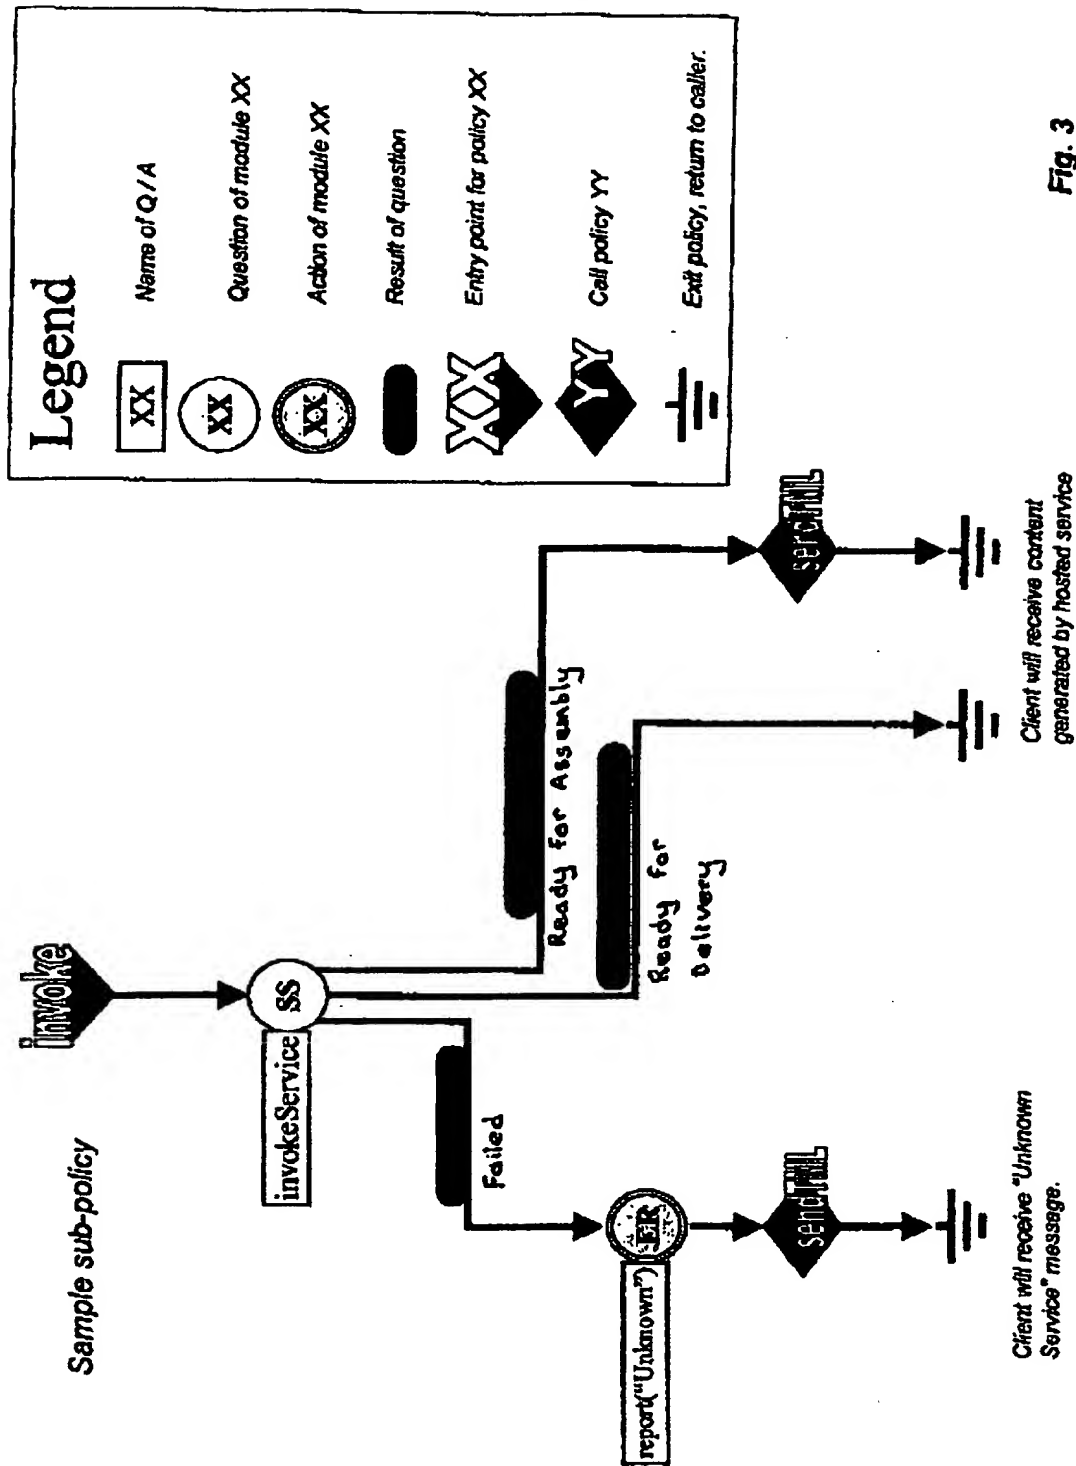 Sample sub-policy
invoke
invokeService
SS
Failed
Ready for Assembly
Ready for
Delivery
report("Unknown")
ER
sendTML
sendTML
Client will receive "Unknown
Service" message.
Client will receive content
generated by hosted service
Legend
XX
Name of Q / A
XX
Question of module XX
XX
Action of module XX
Result of question
XX
Entry point for policy XX
YY
Call policy YY
Exit policy, return to caller.
Fig. 3